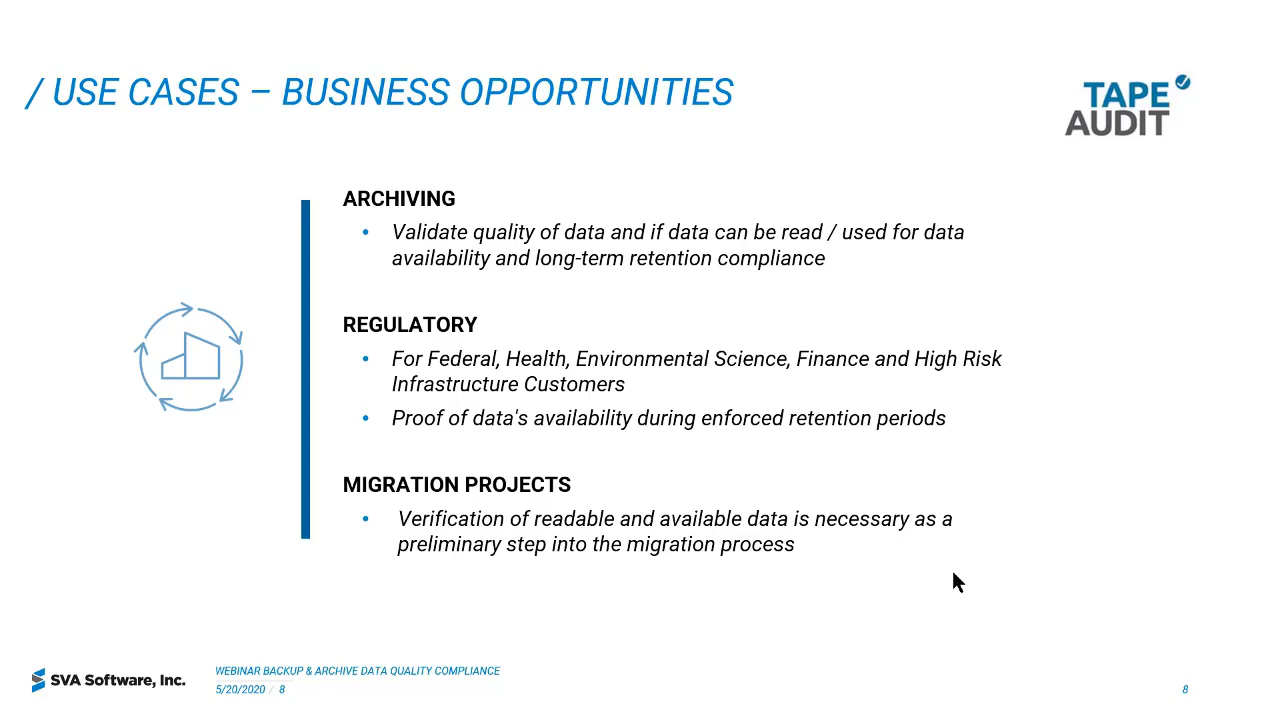 / USE CASES – BUSINESS OPPORTUNITIES
TAPE
AUDIT
ARCHIVING
• Validate quality of data and if data can be read / used for data
availability and long-term retention compliance
REGULATORY
• For Federal, Health, Environmental Science, Finance and High Risk
Infrastructure Customers
• Proof of data's availability during enforced retention periods
MIGRATION PROJECTS
• Verification of readable and available data is necessary as a
preliminary step into the migration process
SVA Software, Inc.
WEBINAR BACKUP & ARCHIVE DATA QUALITY COMPLIANCE
5/20/2020 / 8
8